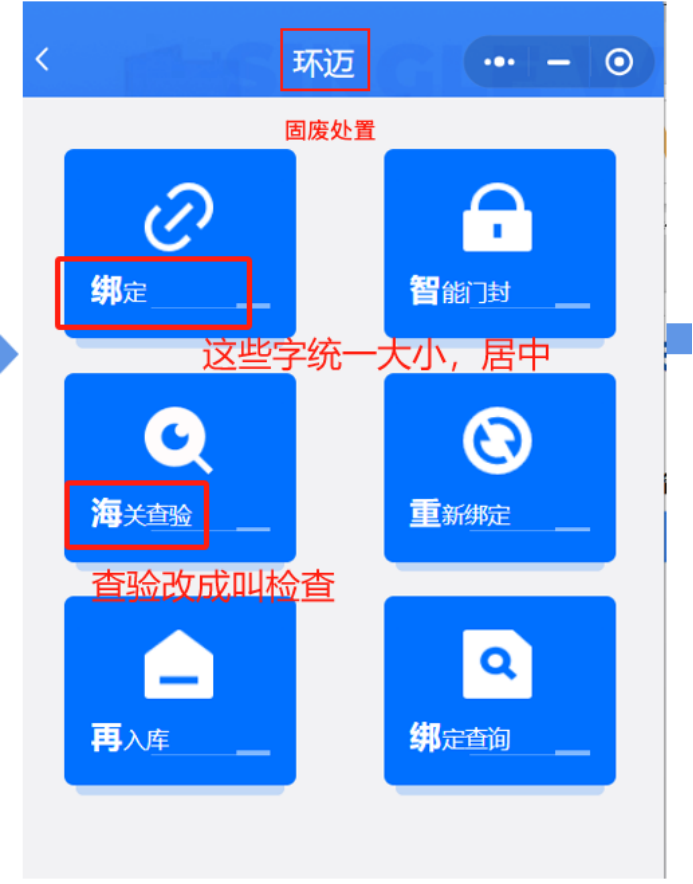 环迈
固废处置
绑定
智能门封
这些字统一大小，居中
海关查验
重新绑定
查验改成叫检查
再入库
绑定查询